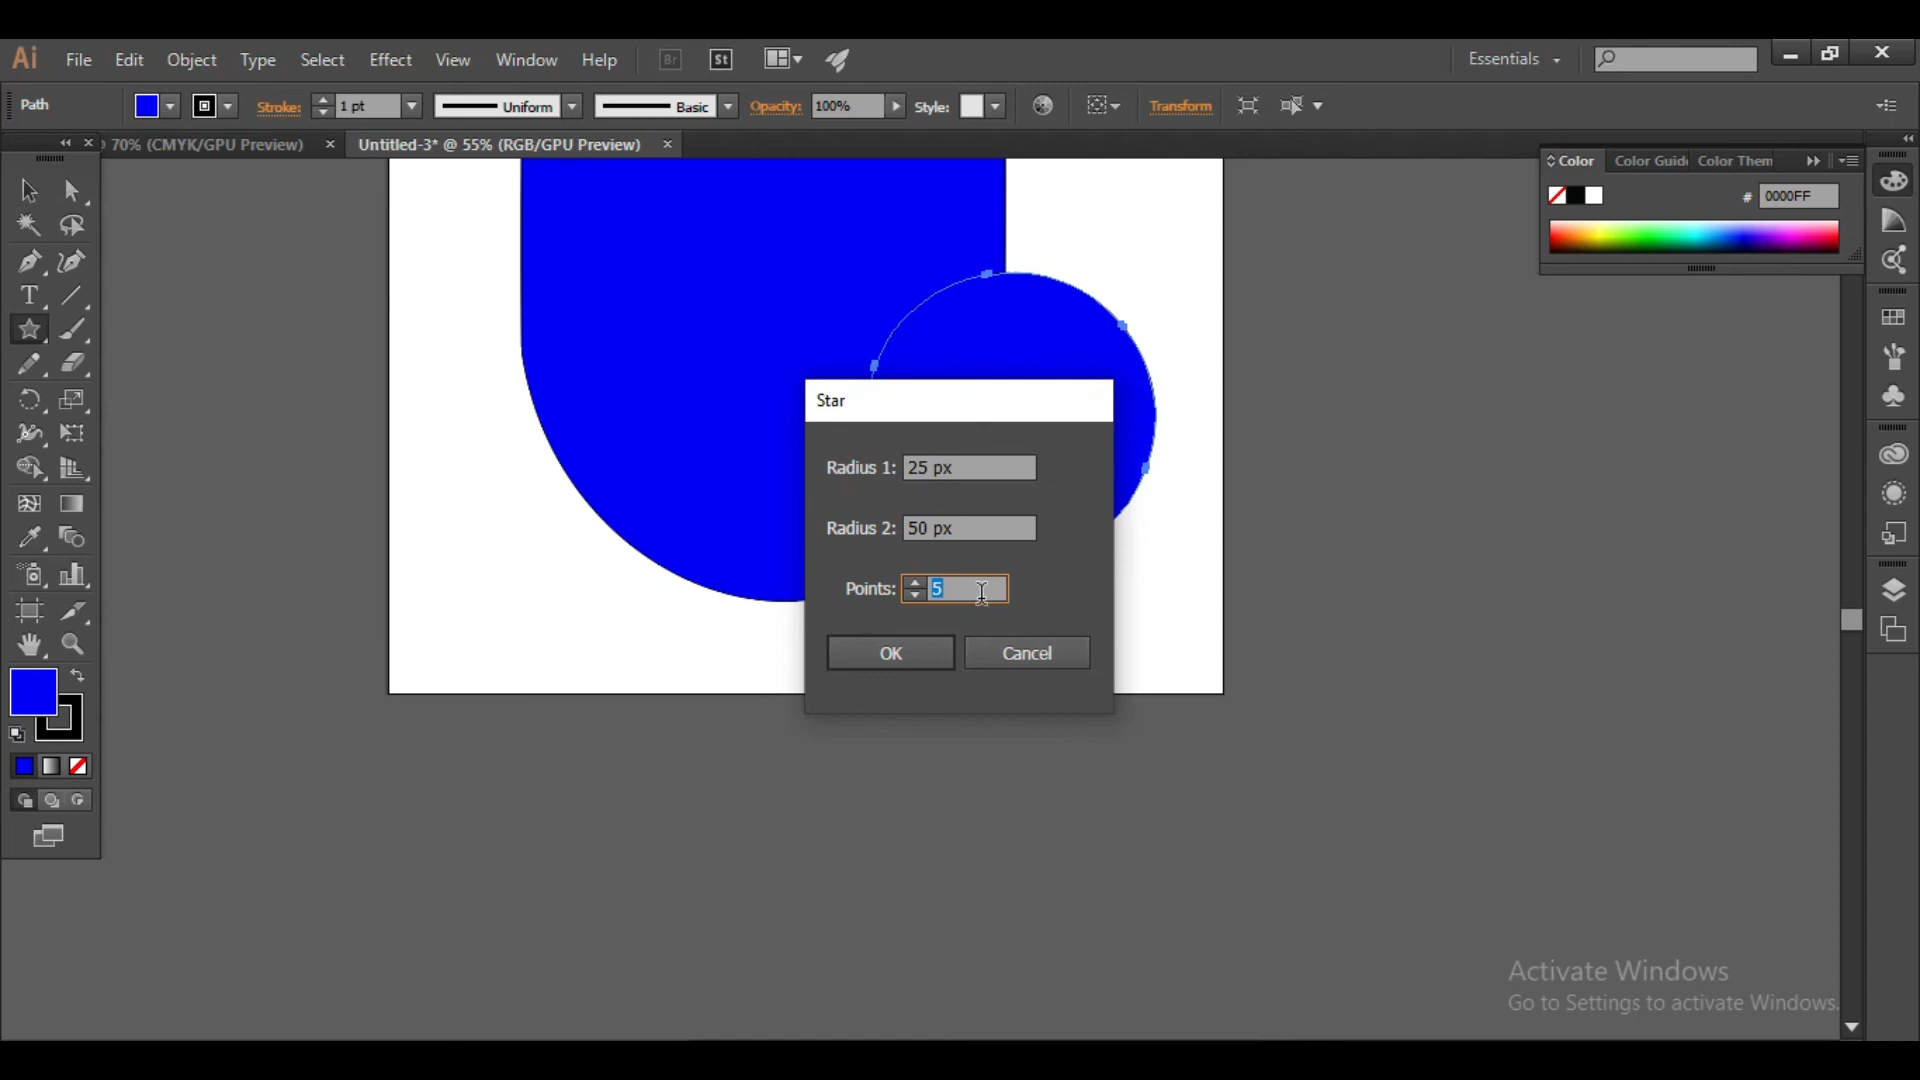 Ai File Edit Object Type Select Effect View Window Help Br St Essentials
Path Stroke: 1 pt Uniform Basic Opacity: 100% Style: Transform
70% (CMYK/GPU Preview) × Untitled-3* @ 55% (RGB/GPU Preview) ×
Color Color Guide Color Them
# 0000FF
T
Star
Radius 1: 25 px
Radius 2: 50 px
Points: 5
OK Cancel
Activate Windows
Go to Settings to activate Windows.